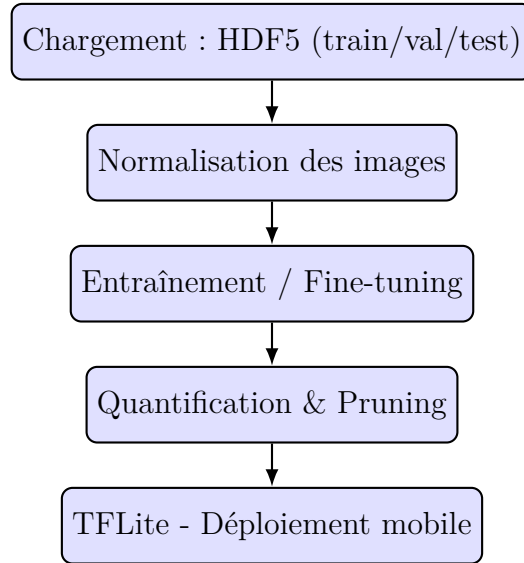 Chargement : HDF5 (train/val/test)
Normalisation des images
Entraînement / Fine-tuning
Quantification & Pruning
TFLite - Déploiement mobile